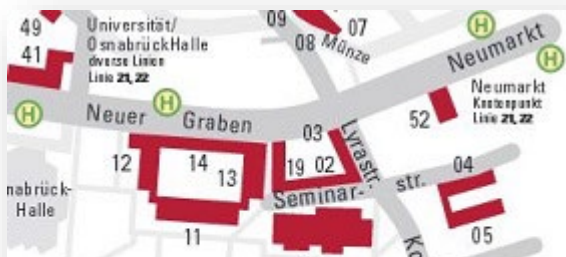 49
41
Universität/
OsnabrückHalle
diverse Linien
Linie 21, 22
09
07
08 Münze
H
Neumarkt
H
Neumarkt
Knotenpunkt
Linie 21, 22
H
H
Neuer Graben
52
03
Lyrastr.
12
14
13
19 02
04
Seminar-
str.
nabrück-
Halle
11
05